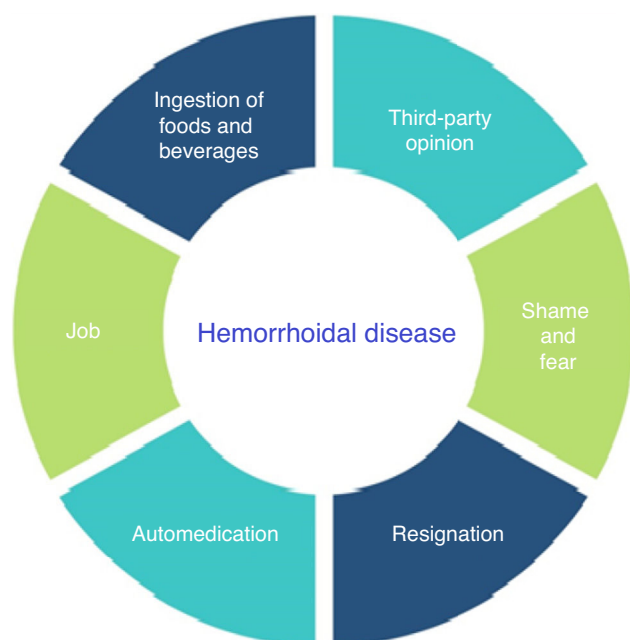 Ingestion of
foods and
beverages
Third-party
opinion
Job
Hemorrhoidal disease
Shame
and
fear
Automedication
Resignation